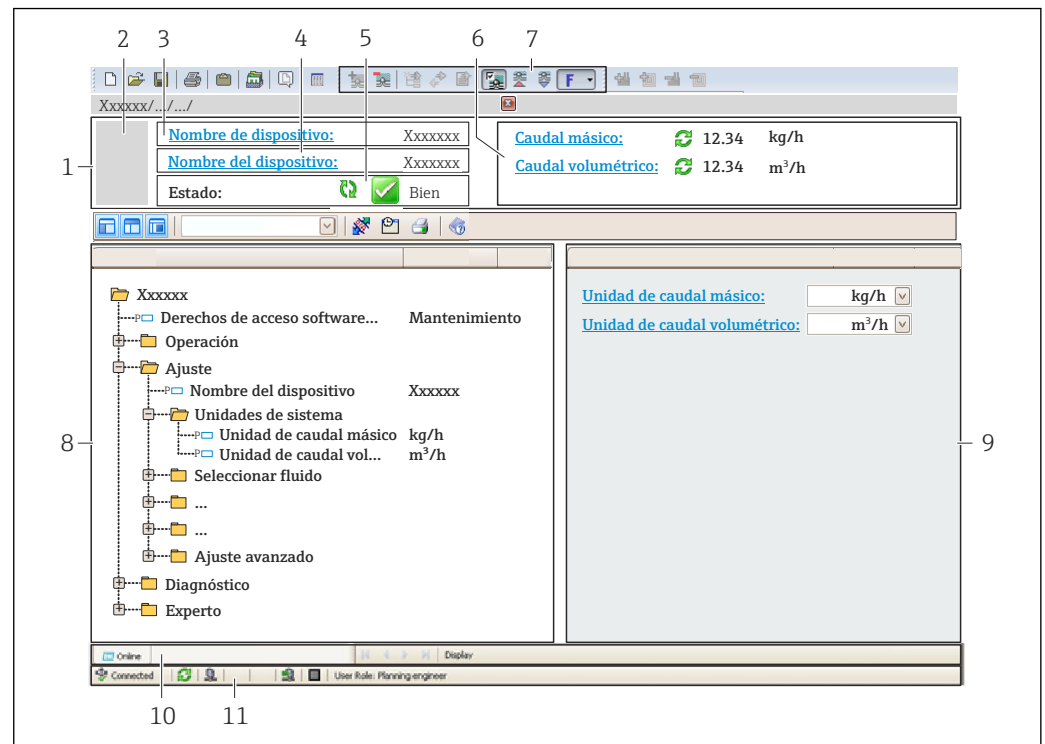 2 3 4 5 6 7
F
Xxxxxx/.../.../
1
Nombre de dispositivo: Xxxxxxx
Nombre del dispositivo: Xxxxxxx
Estado: Bien
Caudal másico: 12.34 kg/h
Caudal volumétrico: 12.34 m³/h
Xxxxxx
P Derechos de acceso software... Mantenimiento
Operación
Ajuste
P Nombre del dispositivo Xxxxxx
Unidades de sistema
P Unidad de caudal másico kg/h
P Unidad de caudal vol... m³/h
Seleccionar fluido
...
...
Ajuste avanzado
Diagnóstico
Experto
8
Unidad de caudal másico: kg/h
Unidad de caudal volumétrico: m³/h
9
Online Display
Connected User Role: Planning engineer
10 11